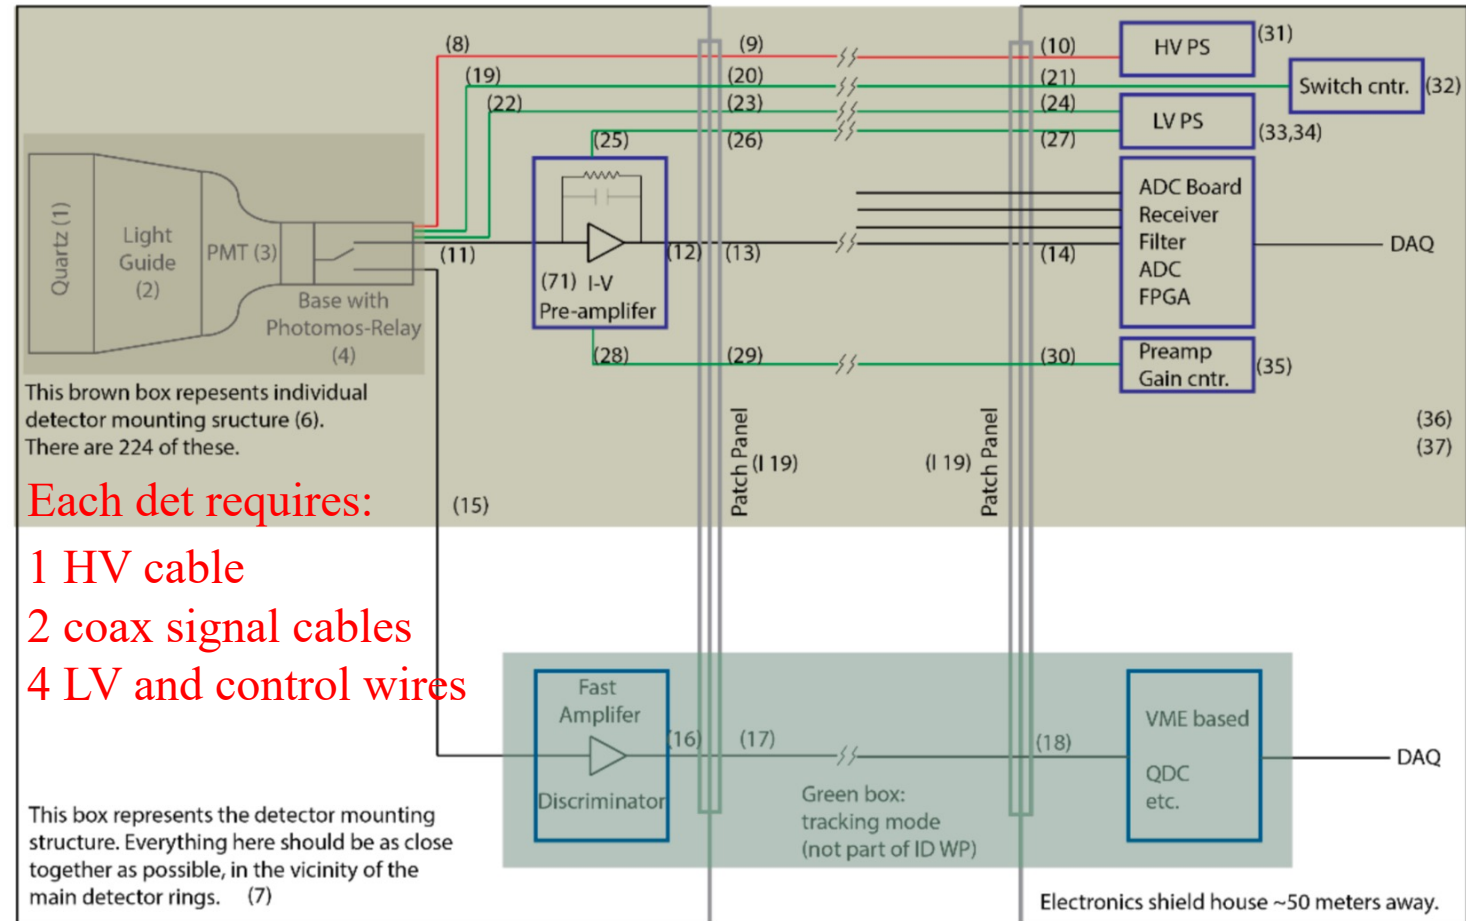 (8)
(9)
(10)
HV PS
(31)
(19)
(20)
(21)
Switch cntr.
(32)
(22)
(23)
(24)
LV PS
(33,34)
(25)
(26)
(27)
Quartz (1)
Light
Guide
(2)
PMT (3)
Base with
Photomos-Relay
(4)
(11)
(71) I-V
Pre-amplifer
(12)
(13)
(14)
ADC Board
Receiver
Filter
ADC
FPGA
DAQ
(28)
(29)
(30)
Preamp
Gain cntr.
(35)
This brown box repesents individual
detector mounting sructure (6).
There are 224 of these.
Patch Panel
(I 19)
(I 19)
Patch Panel
(36)
(37)
Each det requires:
1 HV cable
2 coax signal cables
4 LV and control wires
(15)
Fast
Amplifer
Discriminator
(16)
(17)
(18)
VME based
QDC
etc.
DAQ
Green box:
tracking mode
(not part of ID WP)
This box represents the detector mounting
structure. Everything here should be as close
together as possible, in the vicinity of the
main detector rings. (7)
Electronics shield house ~50 meters away.